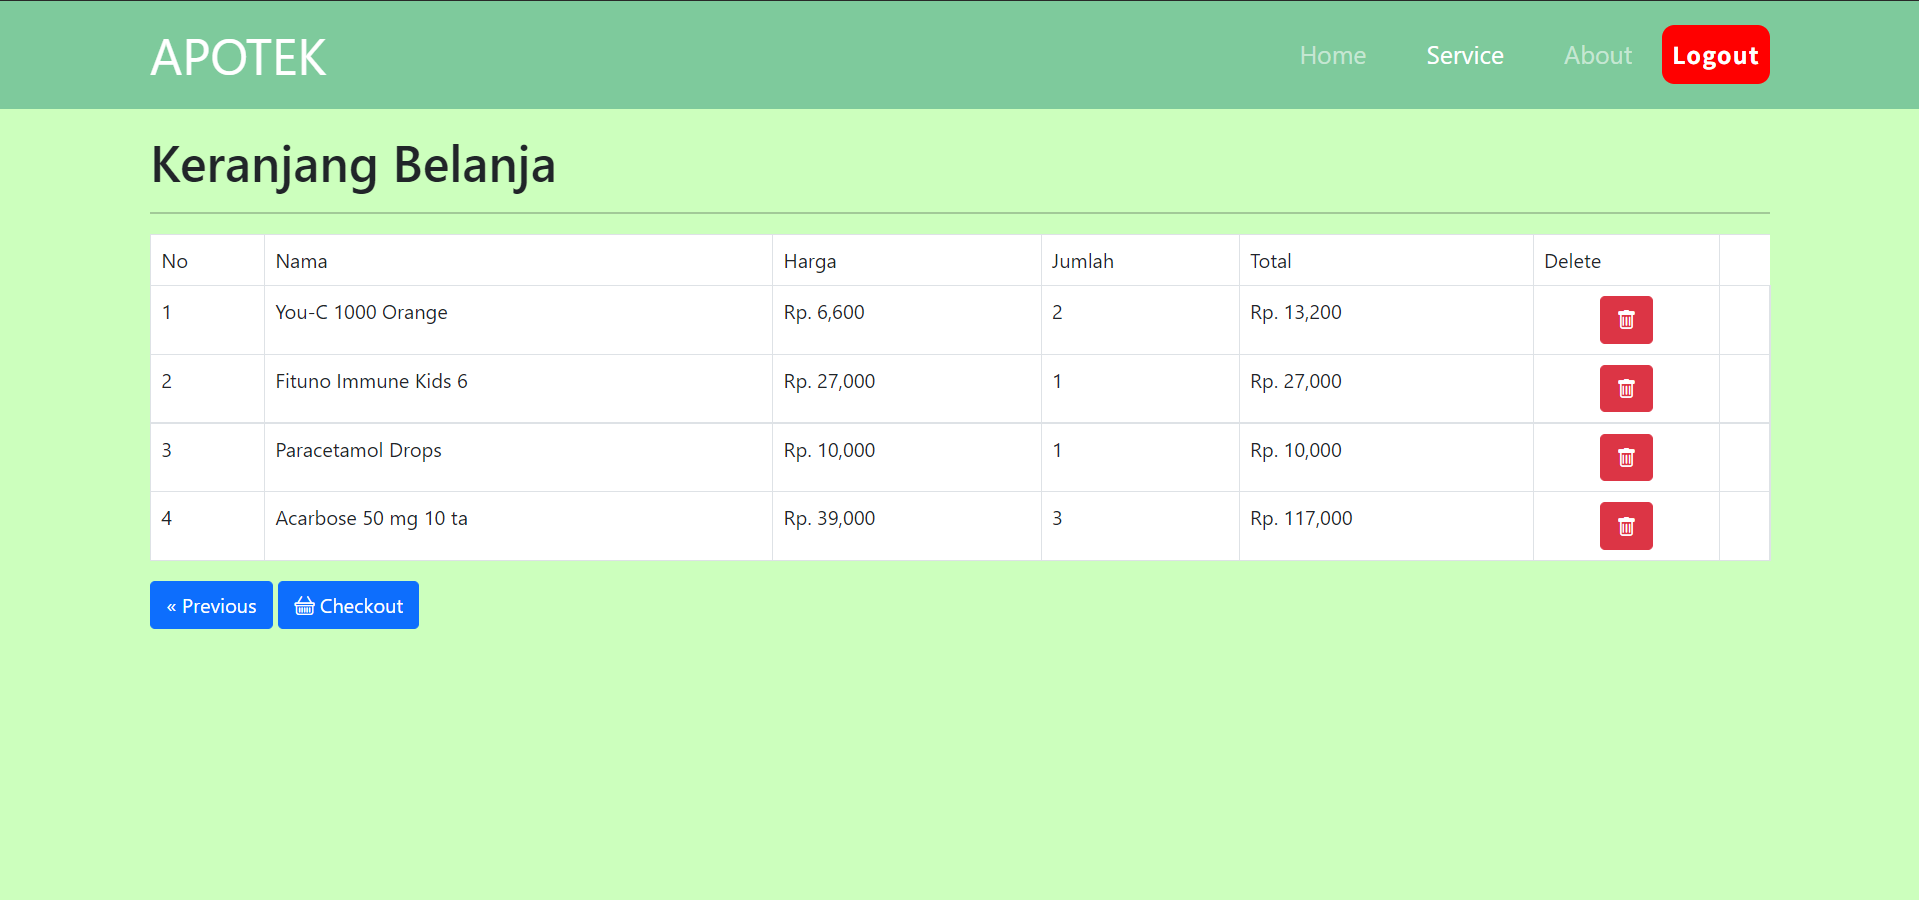 APOTEK Home Service About Logout
Keranjang Belanja
No Nama Harga Jumlah Total Delete
1 You-C 1000 Orange Rp. 6,600 2 Rp. 13,200
2 Fituno Immune Kids 6 Rp. 27,000 1 Rp. 27,000
3 Paracetamol Drops Rp. 10,000 1 Rp. 10,000
4 Acarbose 50 mg 10 ta Rp. 39,000 3 Rp. 117,000
« Previous Checkout